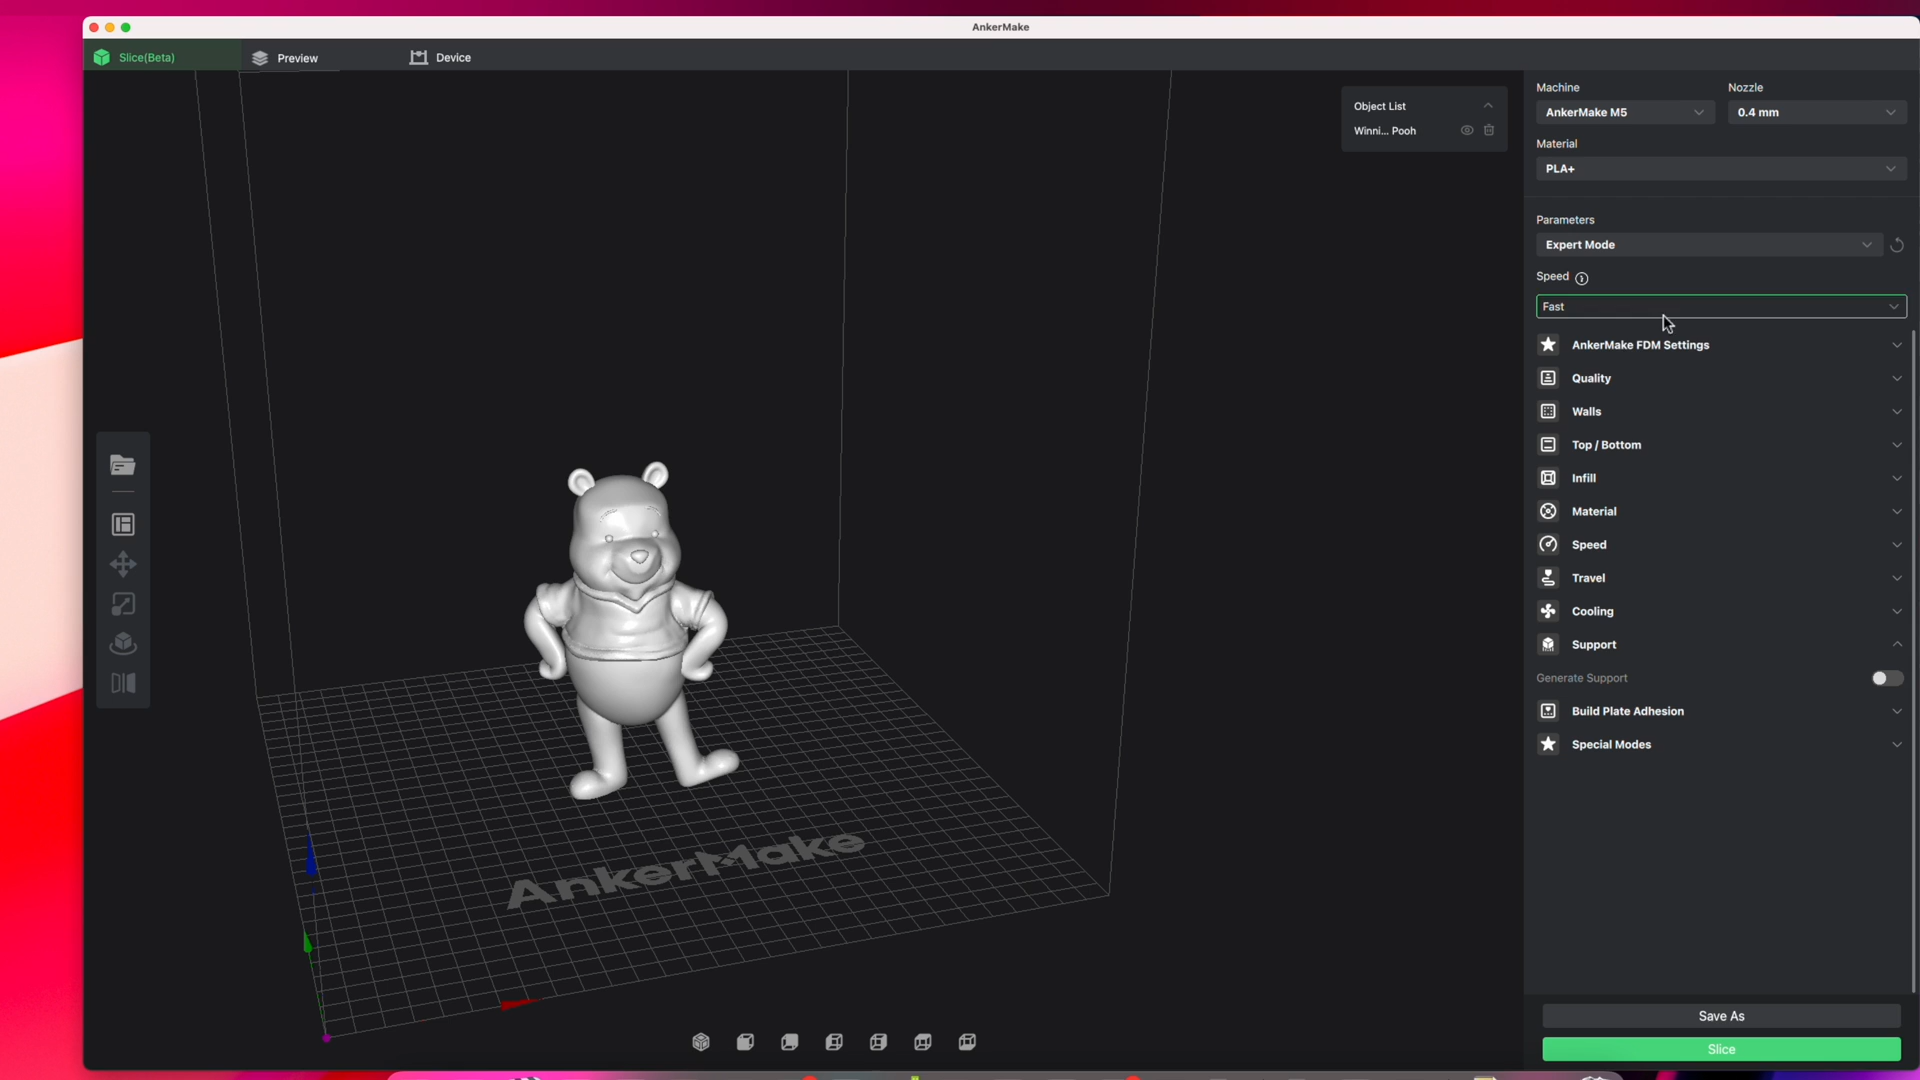 AnkerMake
Slice(Beta)
Preview
Device
Object List
Winni... Pooh
Machine
Nozzle
AnkerMake M5
0.4 mm
Material
PLA+
Parameters
Expert Mode
Speed
Fast
AnkerMake FDM Settings
Quality
Walls
Top / Bottom
Infill
Material
Speed
Travel
Cooling
Support
Generate Support
Build Plate Adhesion
Special Modes
AnkerMake
Save As
Slice